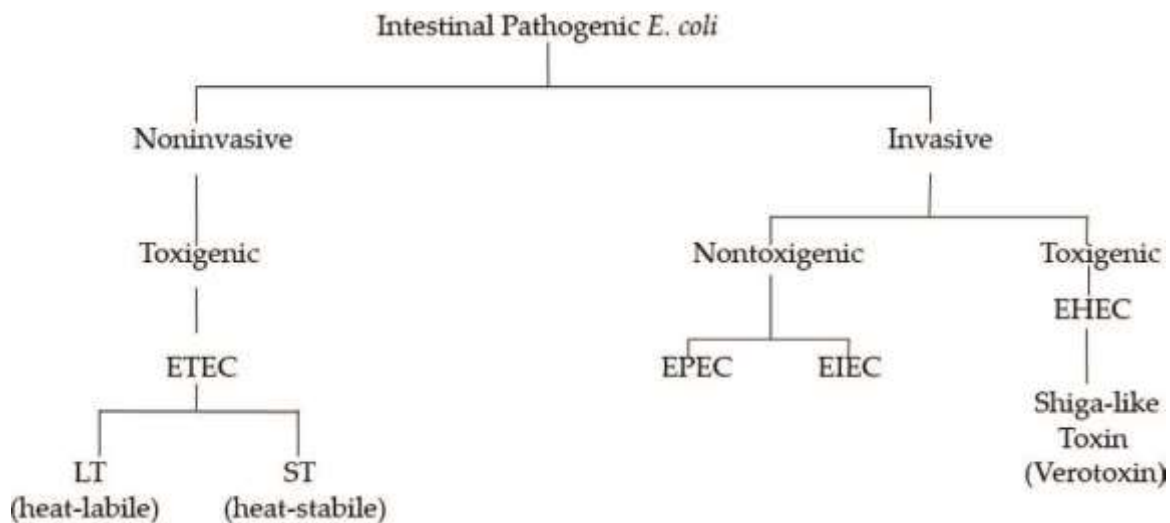 Intestinal Pathogenic E. coli
Noninvasive
Invasive
Toxigenic
Nontoxigenic
Toxigenic
EHEC
ETEC
EPEC
EIEC
Shiga-like
Toxin
(Verotoxin)
LT
(heat-labile)
ST
(heat-stabile)